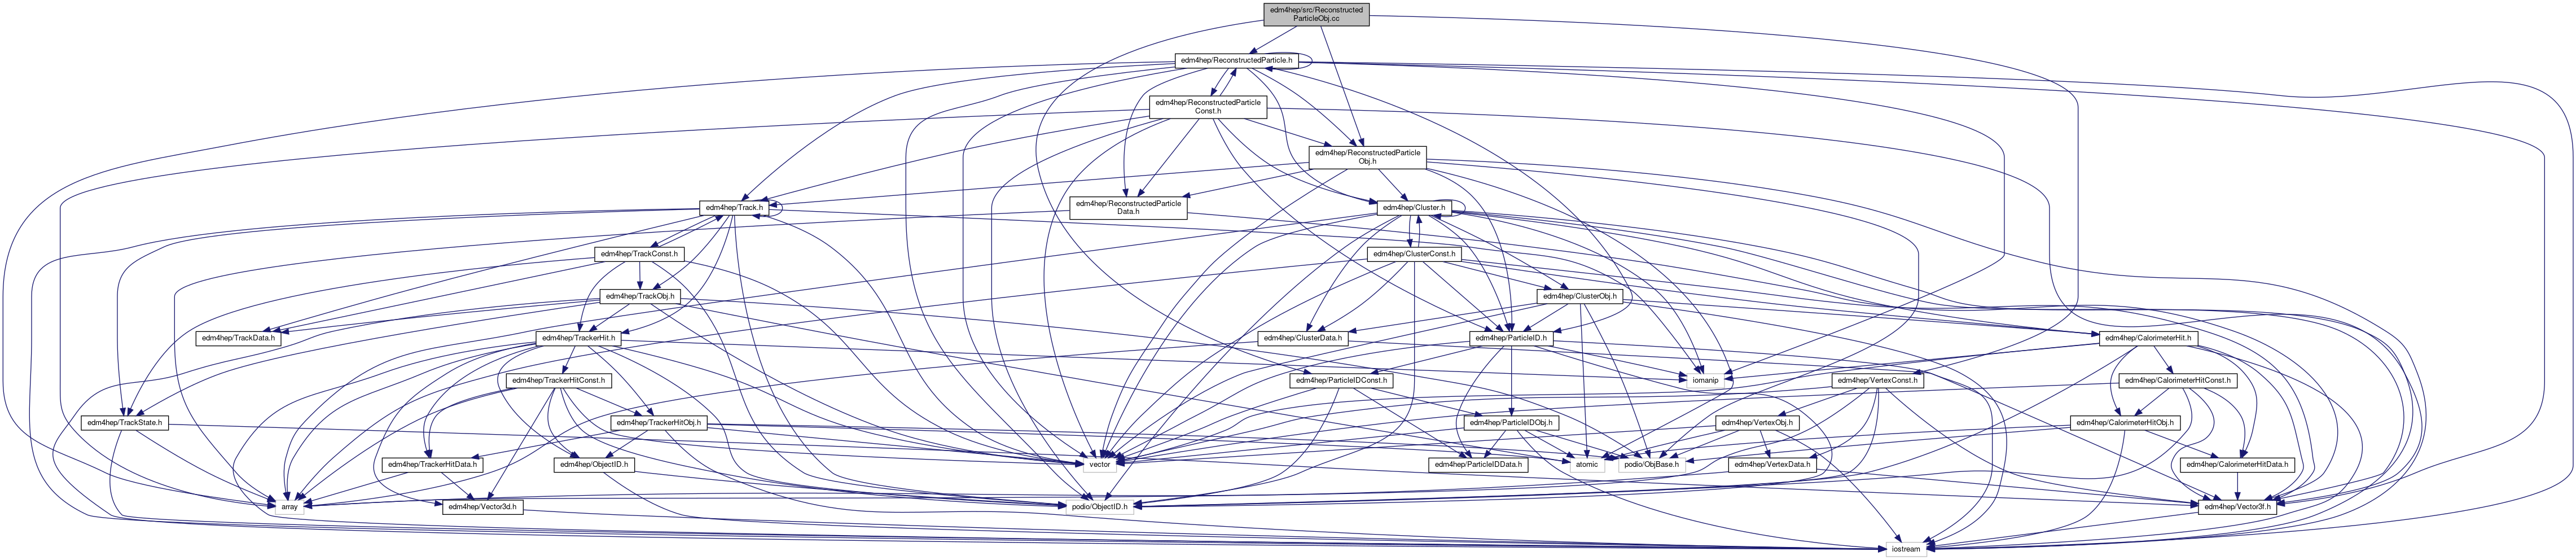 edm4hep/src/Reconstructed
ParticleObj.cc
edm4hep/ReconstructedParticle.h
edm4hep/ReconstructedParticle
Const.h
edm4hep/ReconstructedParticle
Obj.h
edm4hep/Track.h
edm4hep/ReconstructedParticle
Data.h
edm4hep/Cluster.h
edm4hep/TrackConst.h
edm4hep/ClusterConst.h
edm4hep/TrackObj.h
edm4hep/ClusterObj.h
edm4hep/TrackData.h
edm4hep/TrackerHit.h
edm4hep/ClusterData.h
edm4hep/ParticleID.h
edm4hep/CalorimeterHit.h
edm4hep/TrackerHitConst.h
edm4hep/ParticleIDConst.h
iomanip
edm4hep/VertexConst.h
edm4hep/CalorimeterHitConst.h
edm4hep/TrackState.h
edm4hep/TrackerHitObj.h
edm4hep/ParticleIDObj.h
edm4hep/VertexObj.h
edm4hep/CalorimeterHitObj.h
edm4hep/TrackerHitData.h
edm4hep/ObjectID.h
vector
edm4hep/ParticleIDData.h
atomic
podio/ObjBase.h
edm4hep/VertexData.h
edm4hep/CalorimeterHitData.h
array
edm4hep/Vector3d.h
podio/ObjectID.h
edm4hep/Vector3f.h
iostream